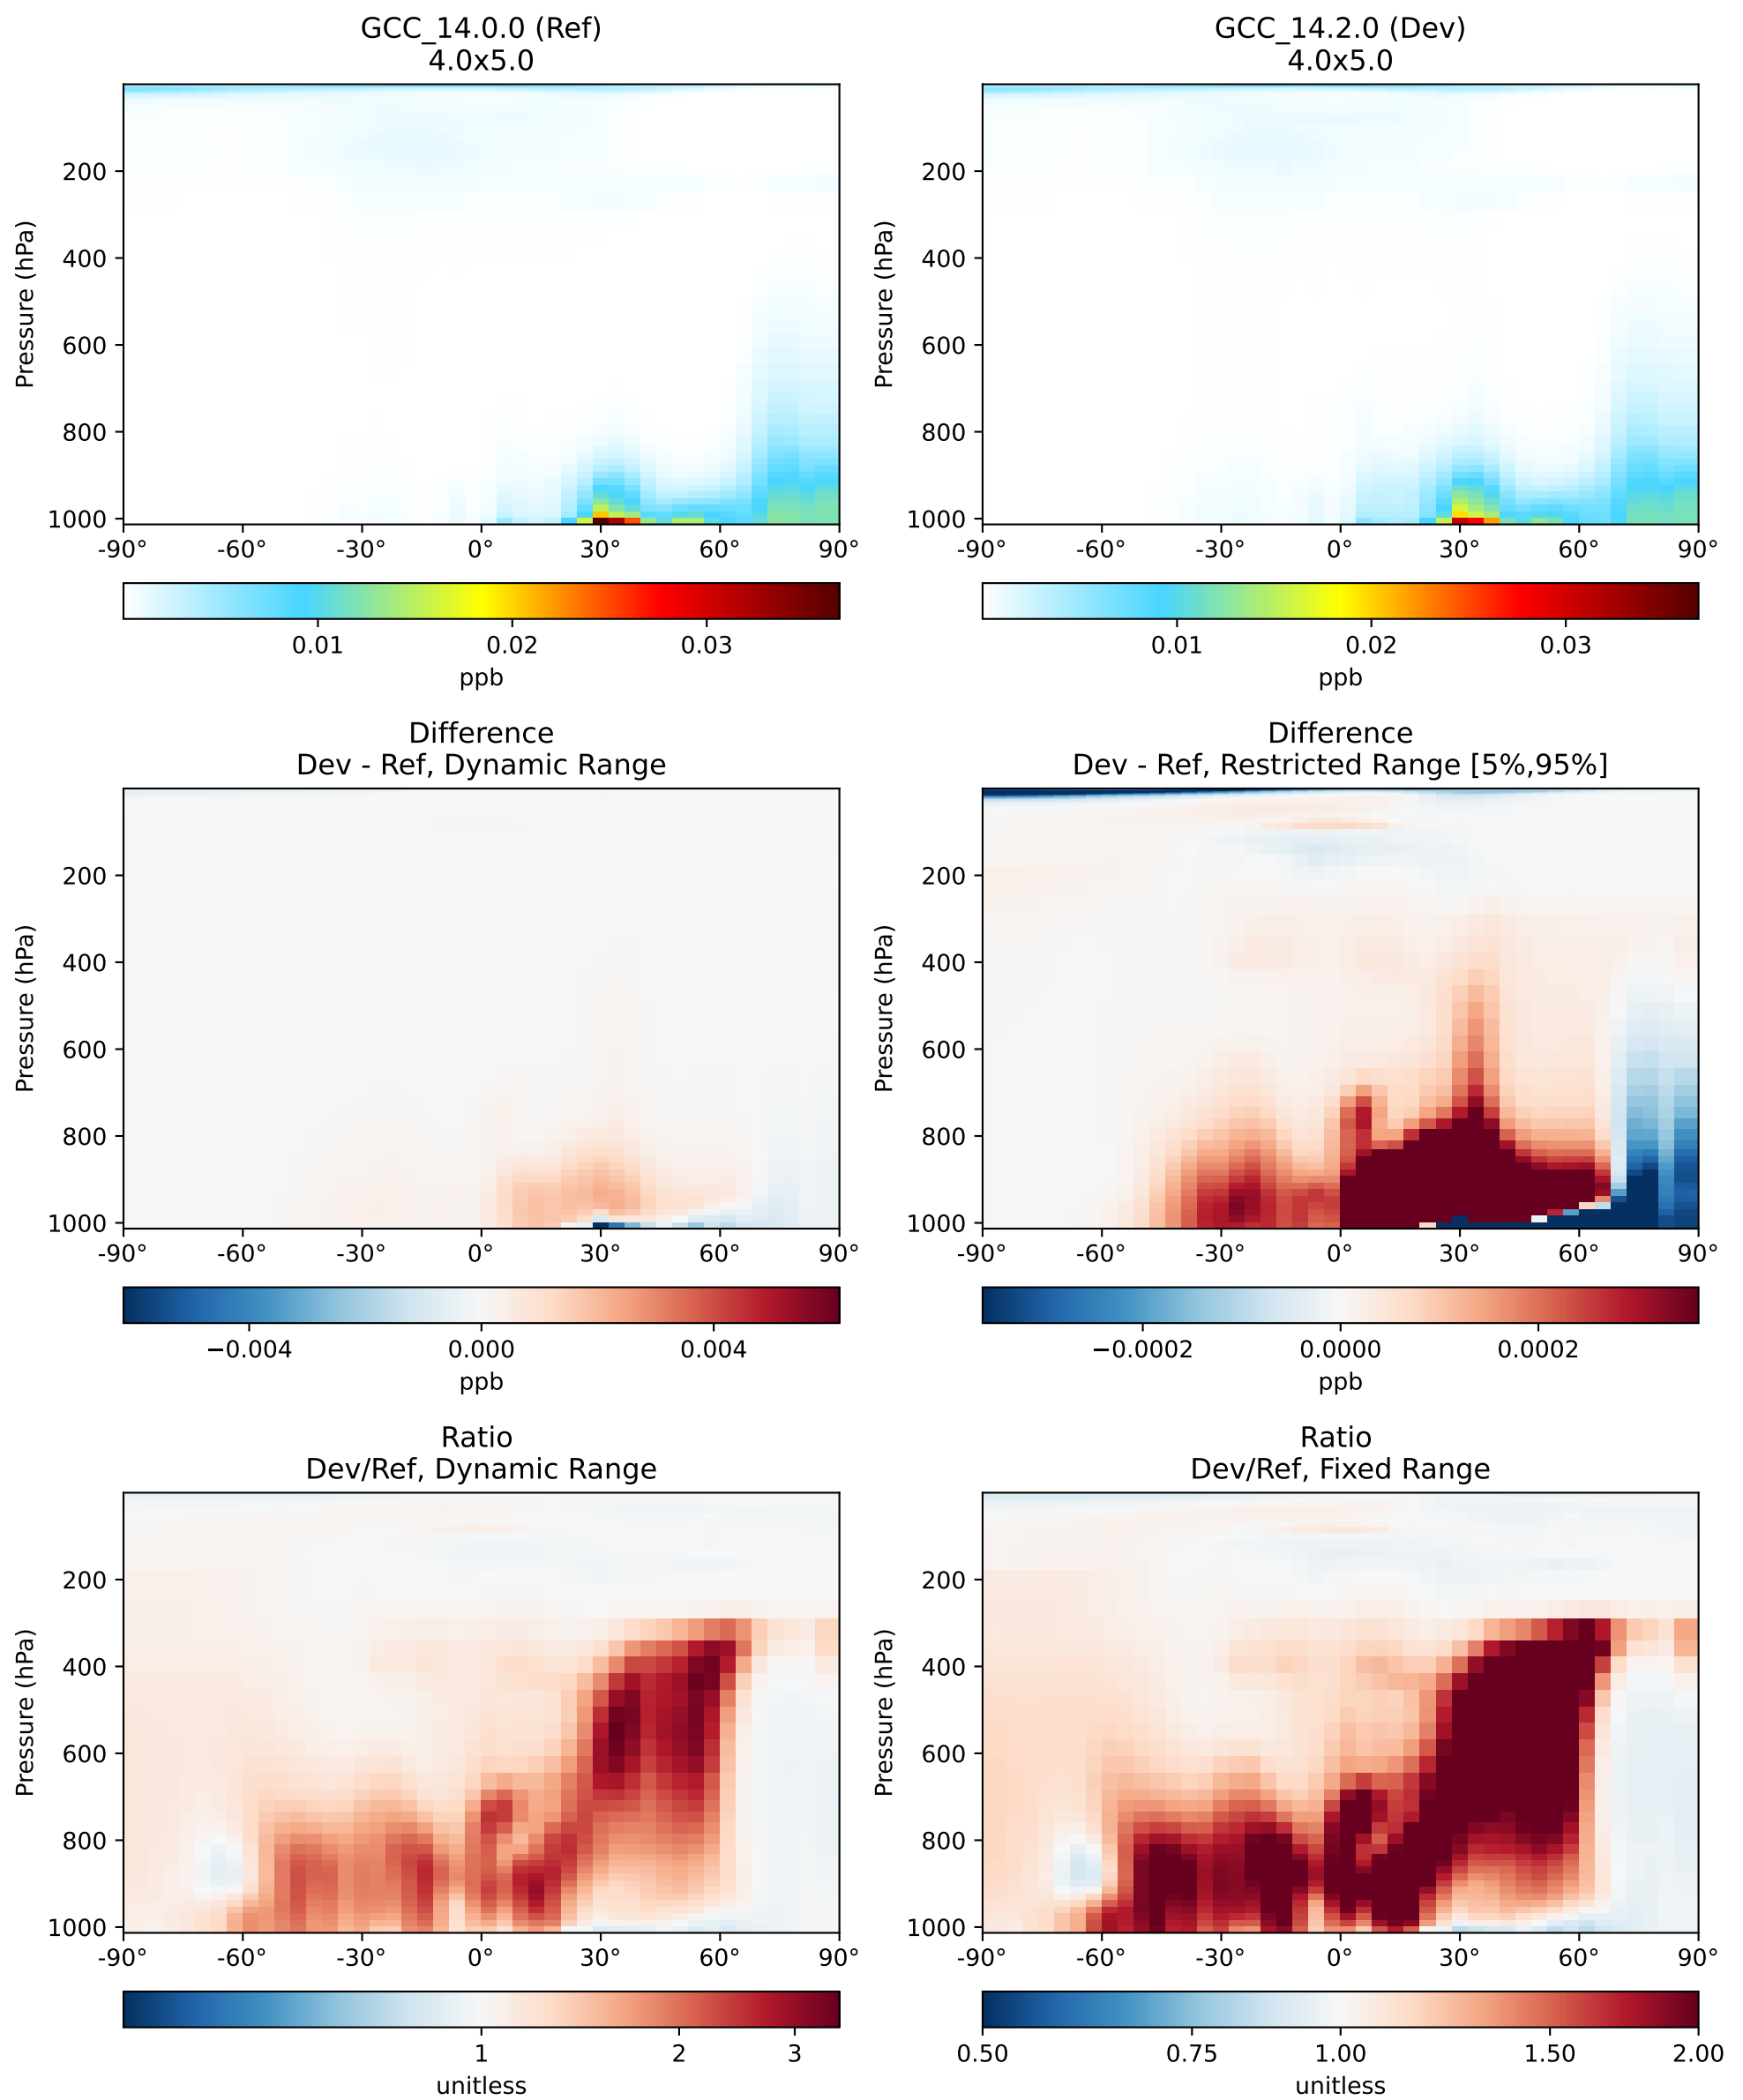 GCC_14.0.0 (Ref)
4.0x5.0
Pressure (hPa)
200
400
600
800
1000
-90° -60° -30° 0° 30° 60° 90°
0.01 0.02 0.03
ppb
GCC_14.2.0 (Dev)
4.0x5.0
Pressure (hPa)
200
400
600
800
1000
-90° -60° -30° 0° 30° 60° 90°
0.01 0.02 0.03
ppb
Difference
Dev - Ref, Dynamic Range
Pressure (hPa)
200
400
600
800
1000
-90° -60° -30° 0° 30° 60° 90°
−0.004 0.000 0.004
ppb
Difference
Dev - Ref, Restricted Range [5%,95%]
Pressure (hPa)
200
400
600
800
1000
-90° -60° -30° 0° 30° 60° 90°
−0.0002 0.0000 0.0002
ppb
Ratio
Dev/Ref, Dynamic Range
Pressure (hPa)
200
400
600
800
1000
-90° -60° -30° 0° 30° 60° 90°
1 2 3
unitless
Ratio
Dev/Ref, Fixed Range
Pressure (hPa)
200
400
600
800
1000
-90° -60° -30° 0° 30° 60° 90°
0.50 0.75 1.00 1.50 2.00
unitless